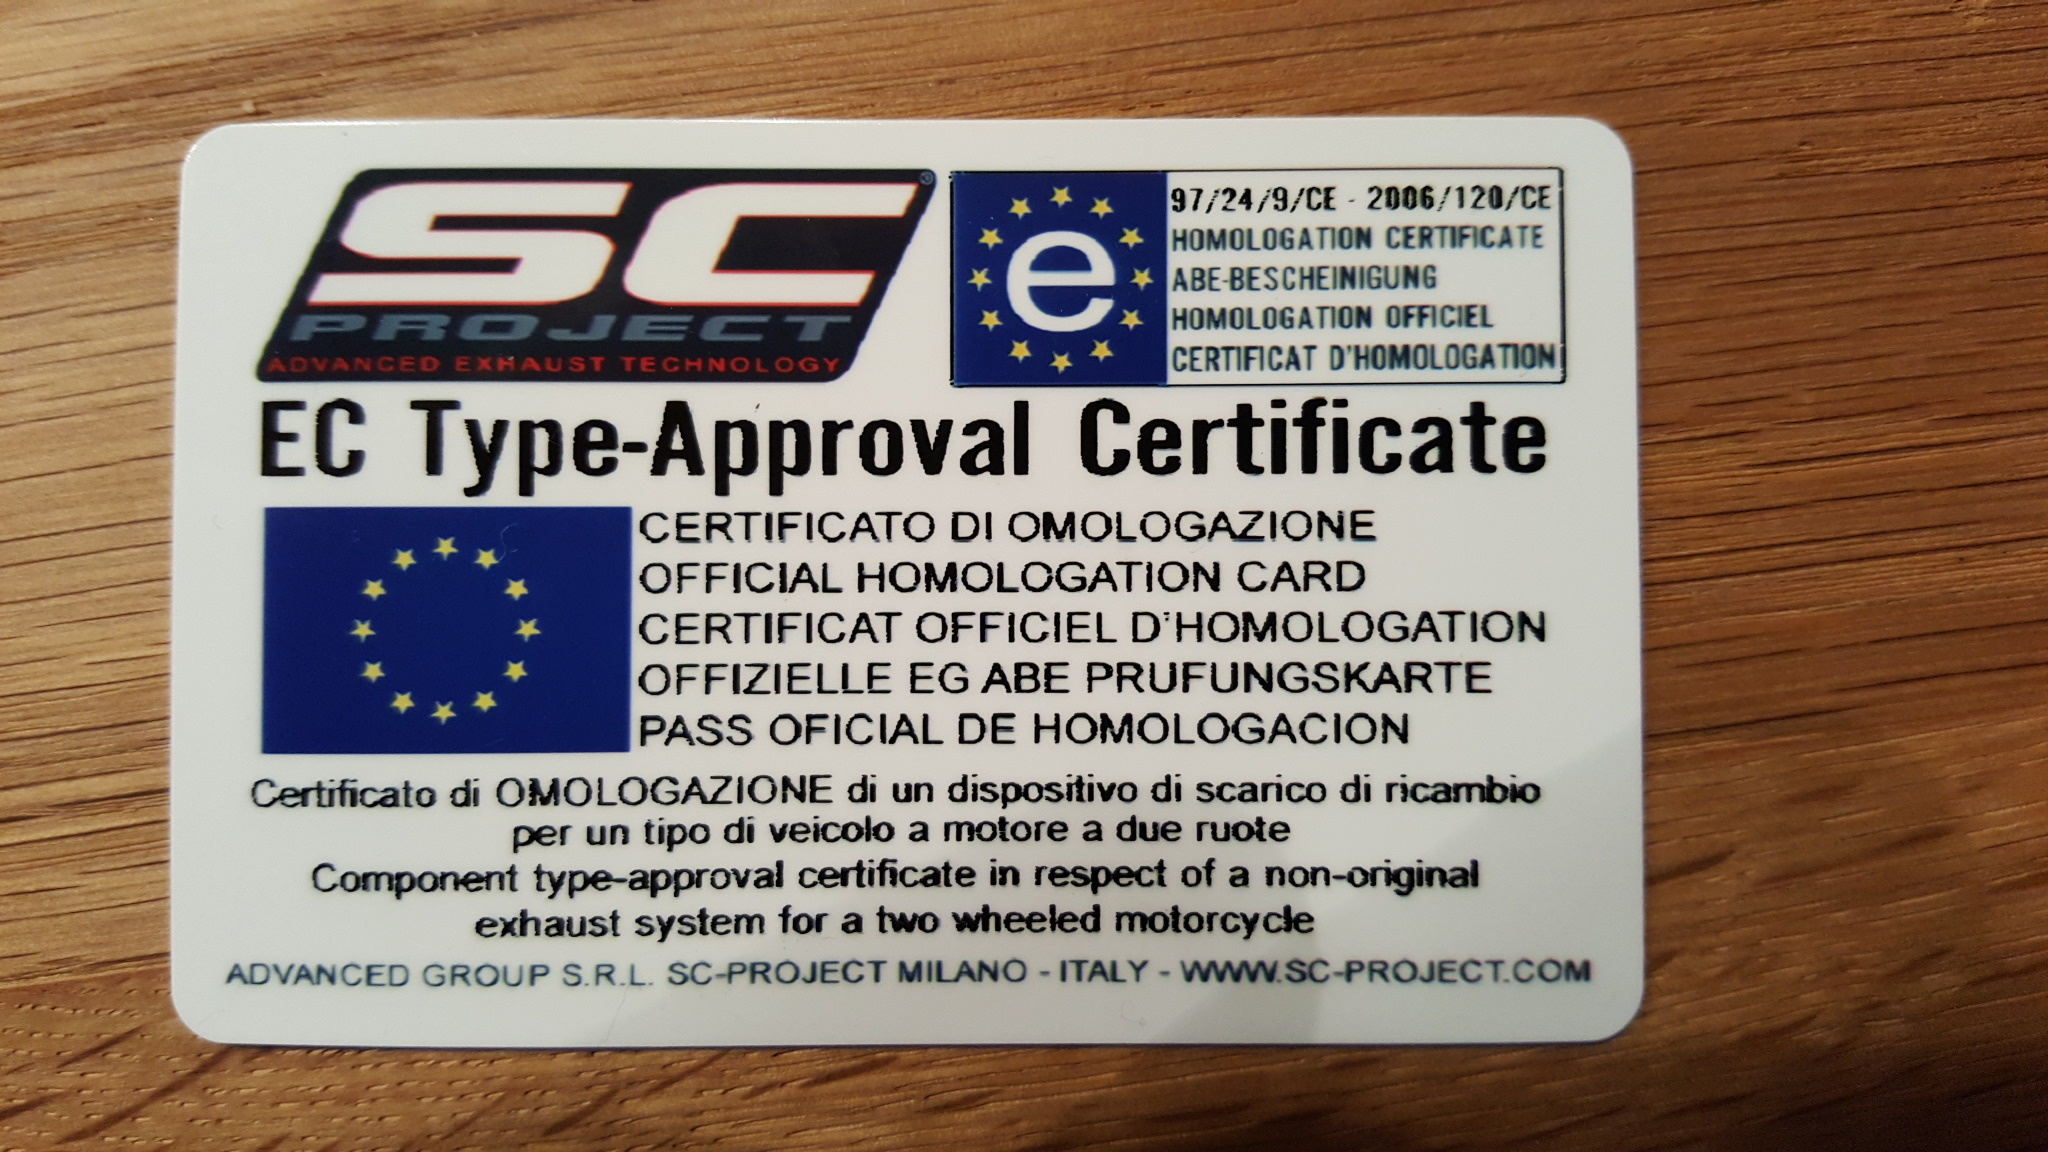 SC®
PROJECT
ADVANCED EXHAUST TECHNOLOGY
e
97/24/9/CE - 2006/120/CE
HOMOLOGATION CERTIFICATE
ABE-BESCHEINIGUNG
HOMOLOGATION OFFICIEL
CERTIFICAT D'HOMOLOGATION
EC Type-Approval Certificate
CERTIFICATO DI OMOLOGAZIONE
OFFICIAL HOMOLOGATION CARD
CERTIFICAT OFFICIEL D'HOMOLOGATION
OFFIZIELLE EG ABE PRUFUNGSKARTE
PASS OFICIAL DE HOMOLOGACION
Certificato di OMOLOGAZIONE di un dispositivo di scarico di ricambio
per un tipo di veicolo a motore a due ruote
Component type-approval certificate in respect of a non-original
exhaust system for a two wheeled motorcycle
ADVANCED GROUP S.R.L. SC-PROJECT MILANO - ITALY - WWW.SC-PROJECT.COM